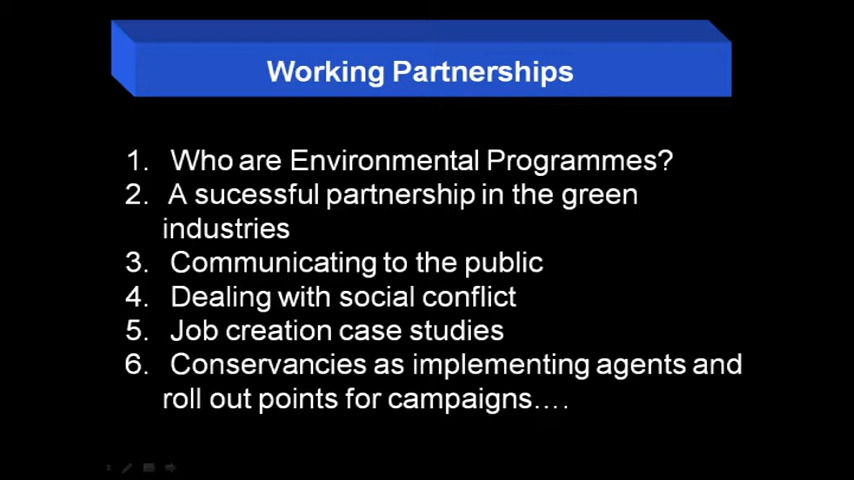 Working Partnerships
1. Who are Environmental Programmes?
2. A sucessful partnership in the green
industries
3. Communicating to the public
4. Dealing with social conflict
5. Job creation case studies
6. Conservancies as implementing agents and
roll out points for campaigns….